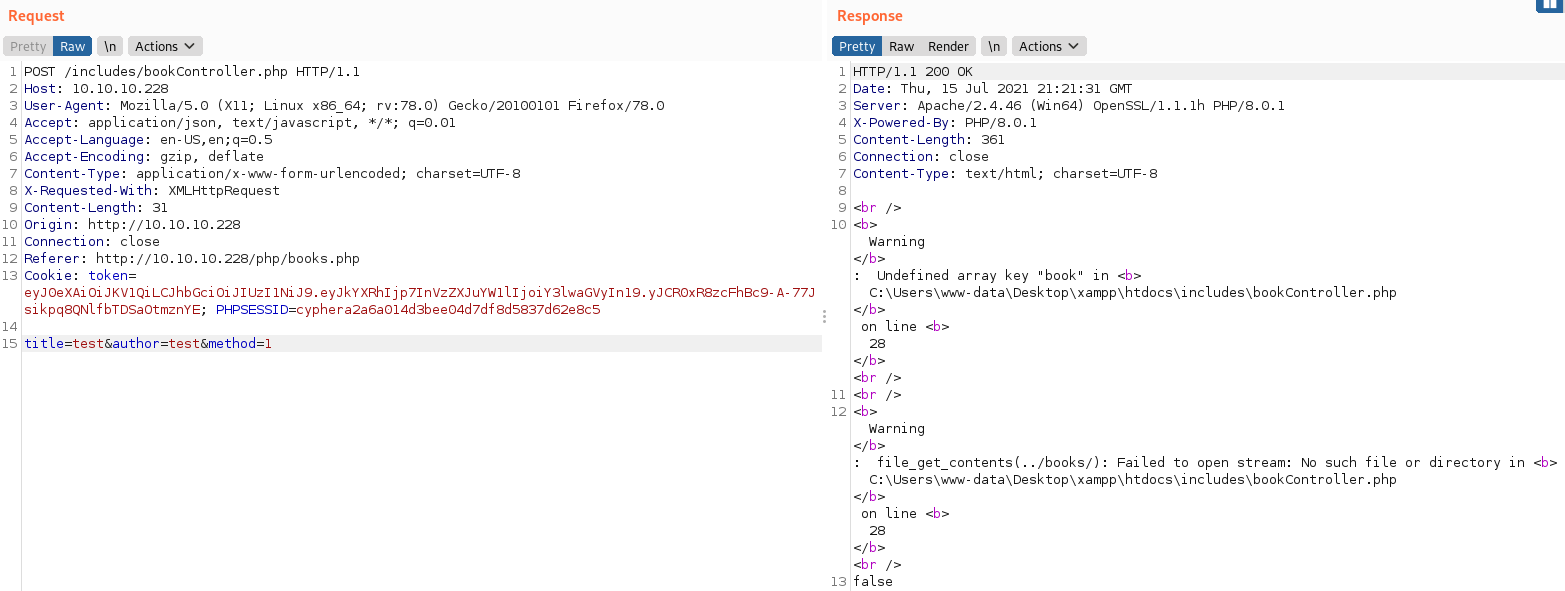 Request
Pretty Raw \n Actions
1 POST /includes/bookController.php HTTP/1.1
2 Host: 10.10.10.228
3 User-Agent: Mozilla/5.0 (X11; Linux x86_64; rv:78.0) Gecko/20100101 Firefox/78.0
4 Accept: application/json, text/javascript, */*; q=0.01
5 Accept-Language: en-US,en;q=0.5
6 Accept-Encoding: gzip, deflate
7 Content-Type: application/x-www-form-urlencoded; charset=UTF-8
8 X-Requested-With: XMLHttpRequest
9 Content-Length: 31
10 Origin: http://10.10.10.228
11 Connection: close
12 Referer: http://10.10.10.228/php/books.php
13 Cookie: token=
eyJ0eXAiOiJKV1QiLCJhbGciOiJIUzI1NiJ9.eyJkYXRhIjp7InVzZXJuYW1lIjoiY3lwaGVyIn19.yJCR0xR8zcFhBc9-A-77J
sikpq8QNlfbTDSaOtmznYE; PHPSESSID=cyphera2a6a014d3bee04d7df8d5837d62e8c5
14
15 title=test&author=test&method=1
Response
Pretty Raw Render \n Actions
1 HTTP/1.1 200 OK
2 Date: Thu, 15 Jul 2021 21:21:31 GMT
3 Server: Apache/2.4.46 (Win64) OpenSSL/1.1.1h PHP/8.0.1
4 X-Powered-By: PHP/8.0.1
5 Content-Length: 361
6 Connection: close
7 Content-Type: text/html; charset=UTF-8
8
9 <br />
10 <b>
Warning
</b>
: Undefined array key "book" in <b>
C:\Users\www-data\Desktop\xampp\htdocs\includes\bookController.php
</b>
on line <b>
28
</b>
<br />
11 <br />
12 <b>
Warning
</b>
: file_get_contents(../books/): Failed to open stream: No such file or directory in <b>
C:\Users\www-data\Desktop\xampp\htdocs\includes\bookController.php
</b>
on line <b>
28
</b>
<br />
13 false